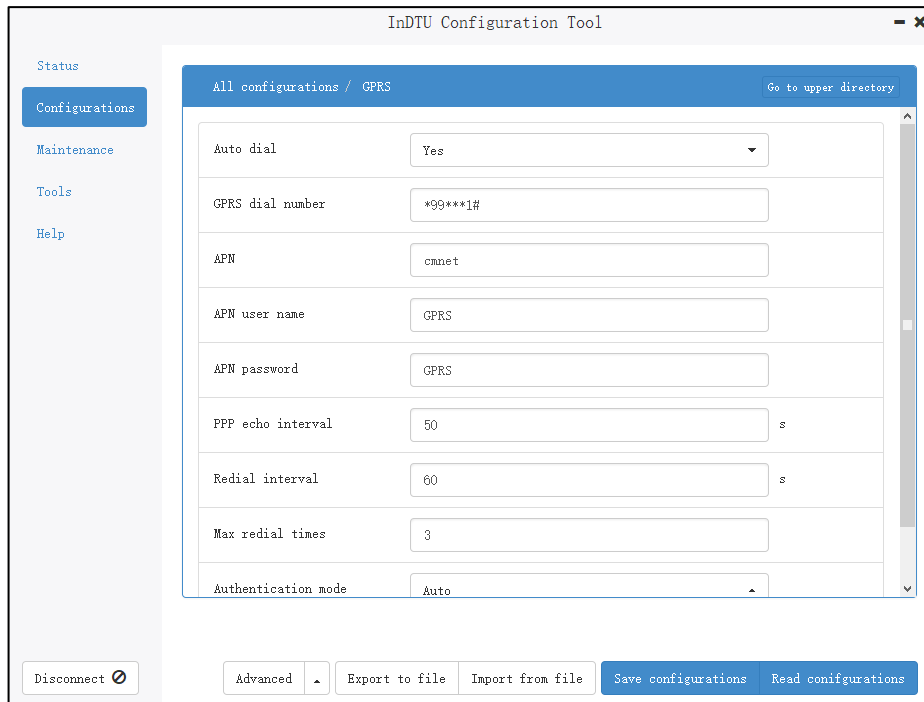 InDTU Configuration Tool
Status
Configurations
Maintenance
Tools
Help
All configurations / GPRS
Go to upper directory
Auto dial Yes
GPRS dial number *99***1#
APN cmnet
APN user name GPRS
APN password GPRS
PPP echo interval 50 s
Redial interval 60 s
Max redial times 3
Authentication mode Auto
Disconnect
Advanced
Export to file
Import from file
Save configurations
Read conifgurations